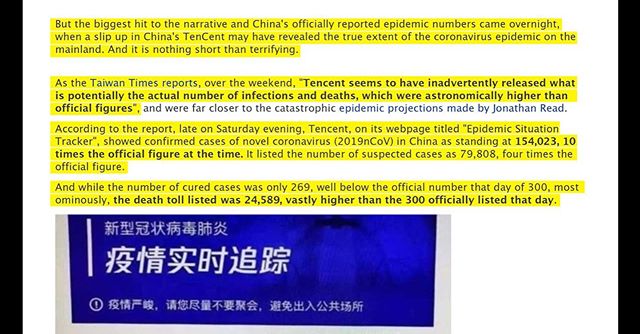 But the biggest hit to the narrative and China's officially reported epidemic numbers came overnight,
when a slip up in China's TenCent may have revealed the true extent of the coronavirus epidemic on the
mainland. And it is nothing short than terrifying.
As the Taiwan Times reports, over the weekend, "Tencent seems to have inadvertently released what
is potentially the actual number of infections and deaths, which were astronomically higher than
official figures", and were far closer to the catastrophic epidemic projections made by Jonathan Read.
According to the report, late on Saturday evening, Tencent, on its webpage titled "Epidemic Situation
Tracker", showed confirmed cases of novel coronavirus (2019nCoV) in China as standing at 154,023, 10
times the official figure at the time. It listed the number of suspected cases as 79,808, four times the
official figure.
And while the number of cured cases was only 269, well below the official number that day of 300, most
ominously, the death toll listed was 24,589, vastly higher than the 300 officially listed that day.
新型冠状病毒肺炎
疫情实时追踪
疫情严峻，请您尽量不要聚会，避免出入公共场所